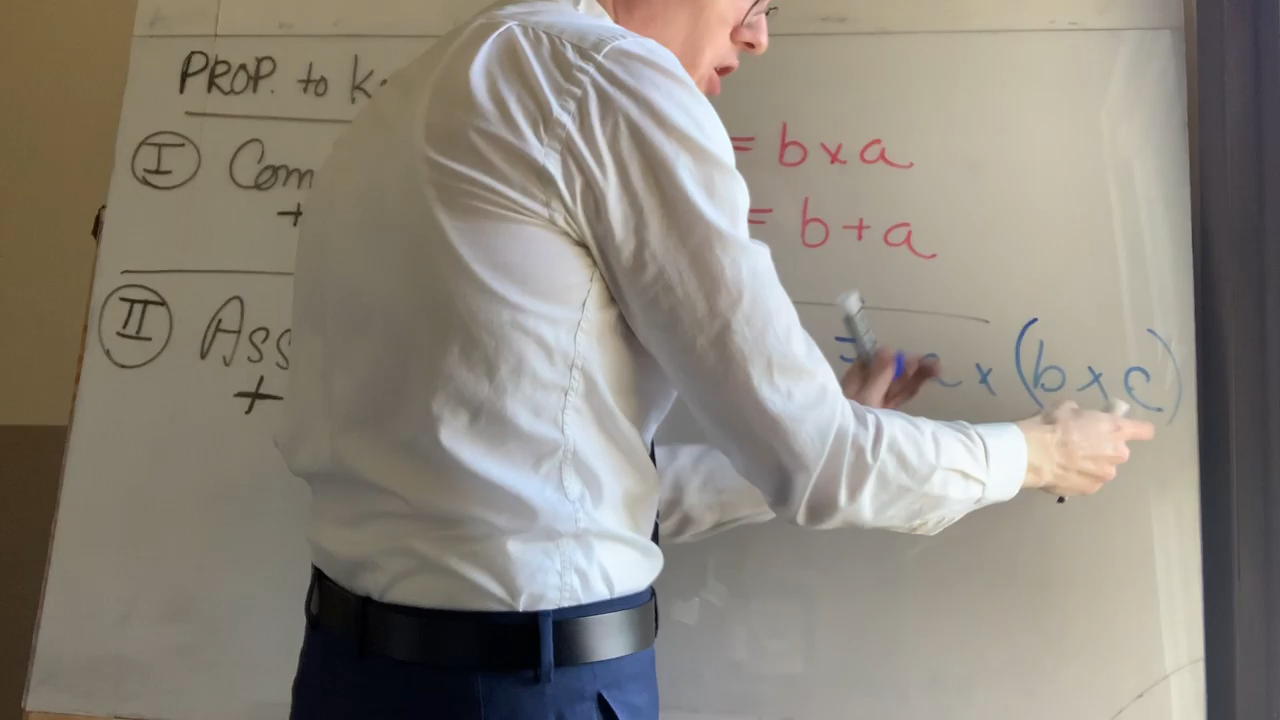 PROP. to k
I Com
+
= b x a
= b + a
II Ass
+
= a x (b x c)